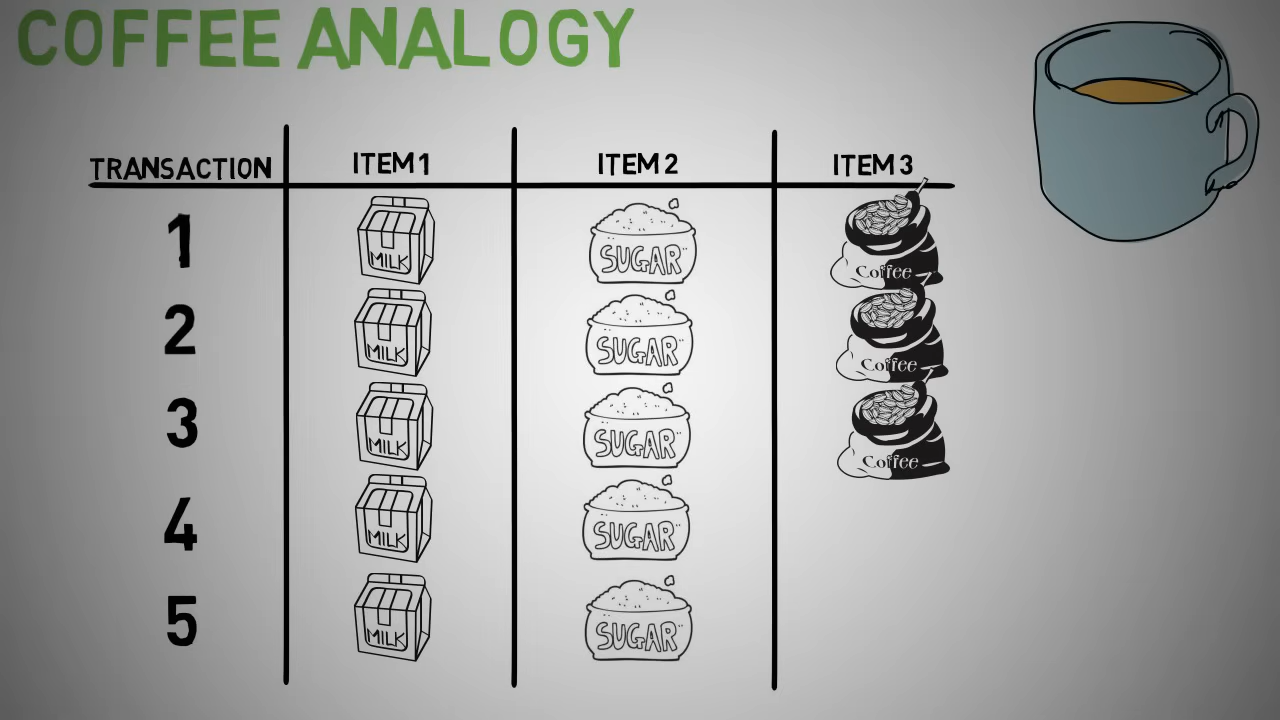 COFFEE ANALOGY
TRANSACTION ITEM 1 ITEM 2 ITEM 3
1 MILK SUGAR Coffee
2 MILK SUGAR Coffee
3 MILK SUGAR Coffee
4 MILK SUGAR
5 MILK SUGAR